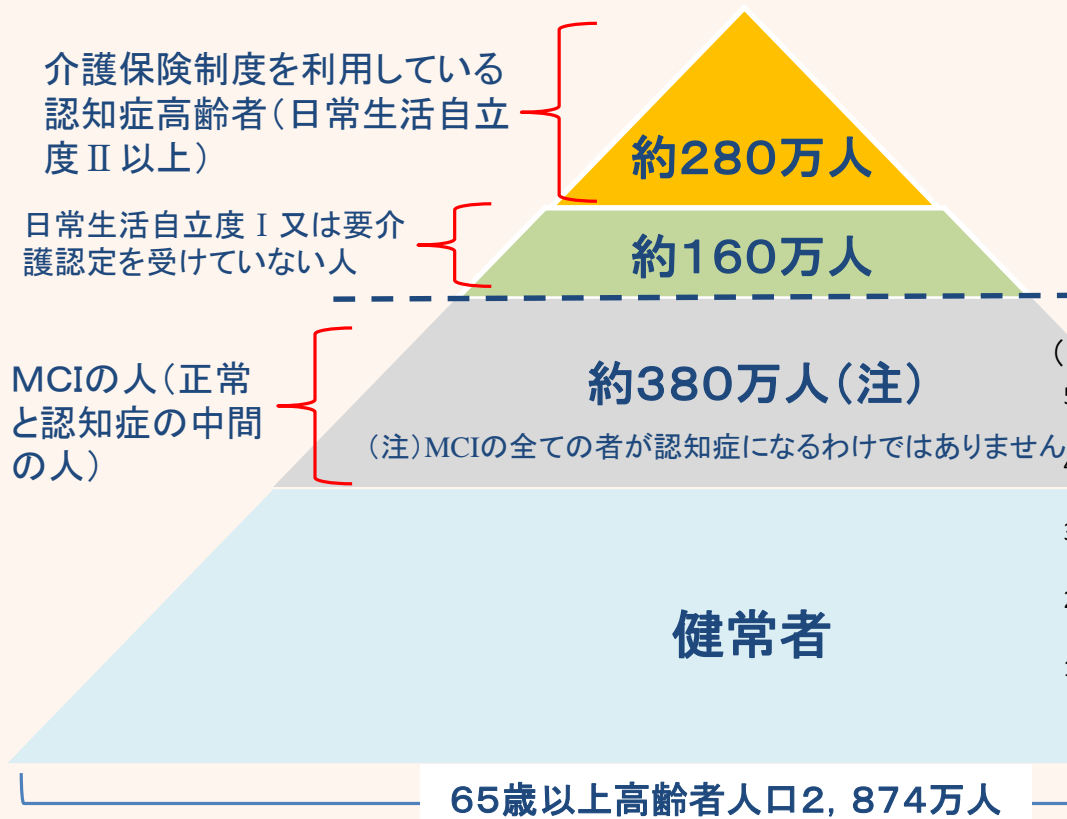 介護保険制度を利用している
認知症高齢者(日常生活自立
度Ⅱ以上)
約280万人
日常生活自立度Ⅰ又は要介
護認定を受けていない人
約160万人
MCIの人(正常
と認知症の中間
の人)
約380万人(注)
(注)MCIの全ての者が認知症になるわけではありません
(
健常者
65歳以上高齢者人口2,874万人